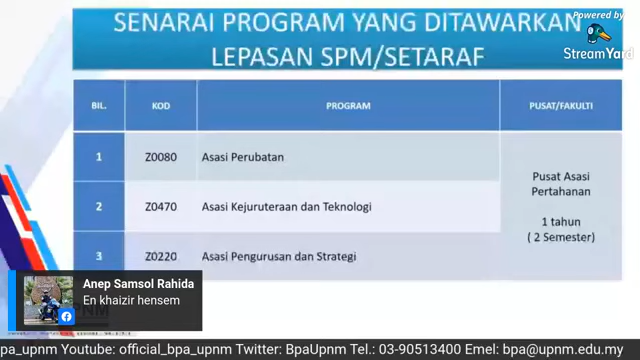 SENARAI PROGRAM YANG DITAWARKAN
LEPASAN SPM/SETARAF
Powered by
StreamYard
BIL.
KOD
PROGRAM
PUSAT/FAKULTI
1
Z0080
Asasi Perubatan
2
Z0470
Asasi Kejuruteraan dan Teknologi
3
Z0220
Asasi Pengurusan dan Strategi
Pusat Asasi
Pertahanan
1 tahun
( 2 Semester)
Anep Samsol Rahida
En khaizir hensem
pa_upnm Youtube: official_bpa_upnm Twitter: BpaUpnm Tel.: 03-90513400 Emel: bpa@upnm.edu.my